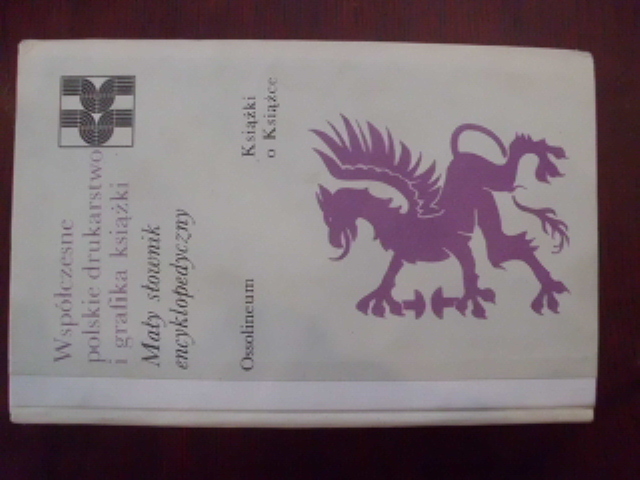 Współczesne
polskie drukarstwo
i grafika książki
Mały słownik
encyklopedyczny
Książki
o Książce
Ossolineum